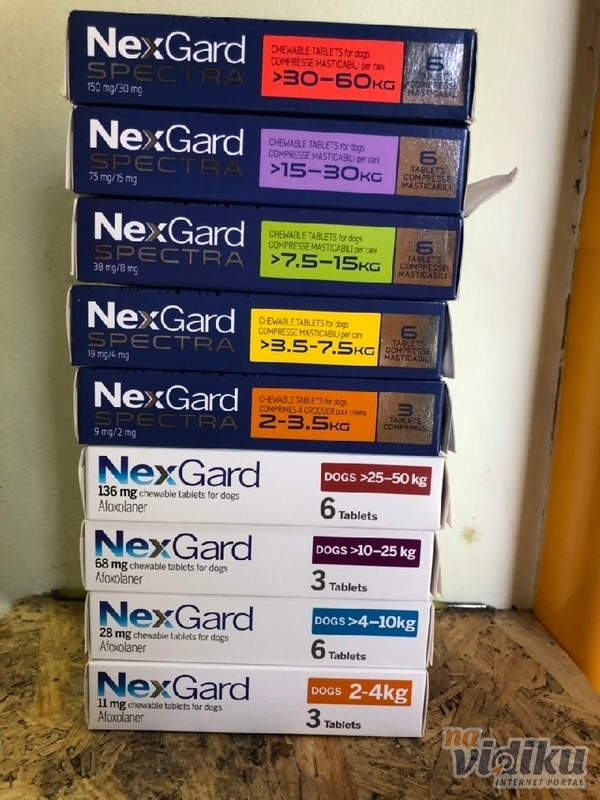 NexGard
SPECTRA
150 mg/30 mg
CHEWABLE TABLETS for dogs
COMPRESSE MASTICABILI per cani
>30-60KG
6
MASTICABILI
NexGard
SPECTRA
75 mg/15 mg
CHEWABLE TABLETS for dogs
COMPRESSE MASTICABILI per cani
>15-30KG
6
TABLETS
COMPRESSE
MASTICABILI
NexGard
SPECTRA
38 mg/8 mg
CHEWABLE TABLETS for dogs
COMPRESSE MASTICABILI per cani
>7.5-15KG
6
TABLETS
COMPRESSE
MASTICABILI
NexGard
SPECTRA
19 mg/4 mg
CHEWABLE TABLETS for dogs
COMPRESSE MASTICABILI per cani
>3.5-7.5KG
6
TABLETS
COMPRESSE
MASTICABILI
NexGard
SPECTRA
9 mg/2 mg
CHEWABLE TABLETS for dogs
COMPRIMÉS À CROQUER pour chiens
2-3.5KG
3
TABLETS
COMPRIMÉS
NexGard
136 mg chewable tablets for dogs
Afoxolaner
DOGS >25-50 kg
6 Tablets
NexGard
68 mg chewable tablets for dogs
Afoxolaner
DOGS >10-25 kg
3 Tablets
NexGard
28 mg chewable tablets for dogs
Afoxolaner
DOGS >4-10kg
6 Tablets
NexGard
11 mg chewable tablets for dogs
Afoxolaner
DOGS 2-4kg
3 Tablets
na
vidiku
INTERNET PORTAL